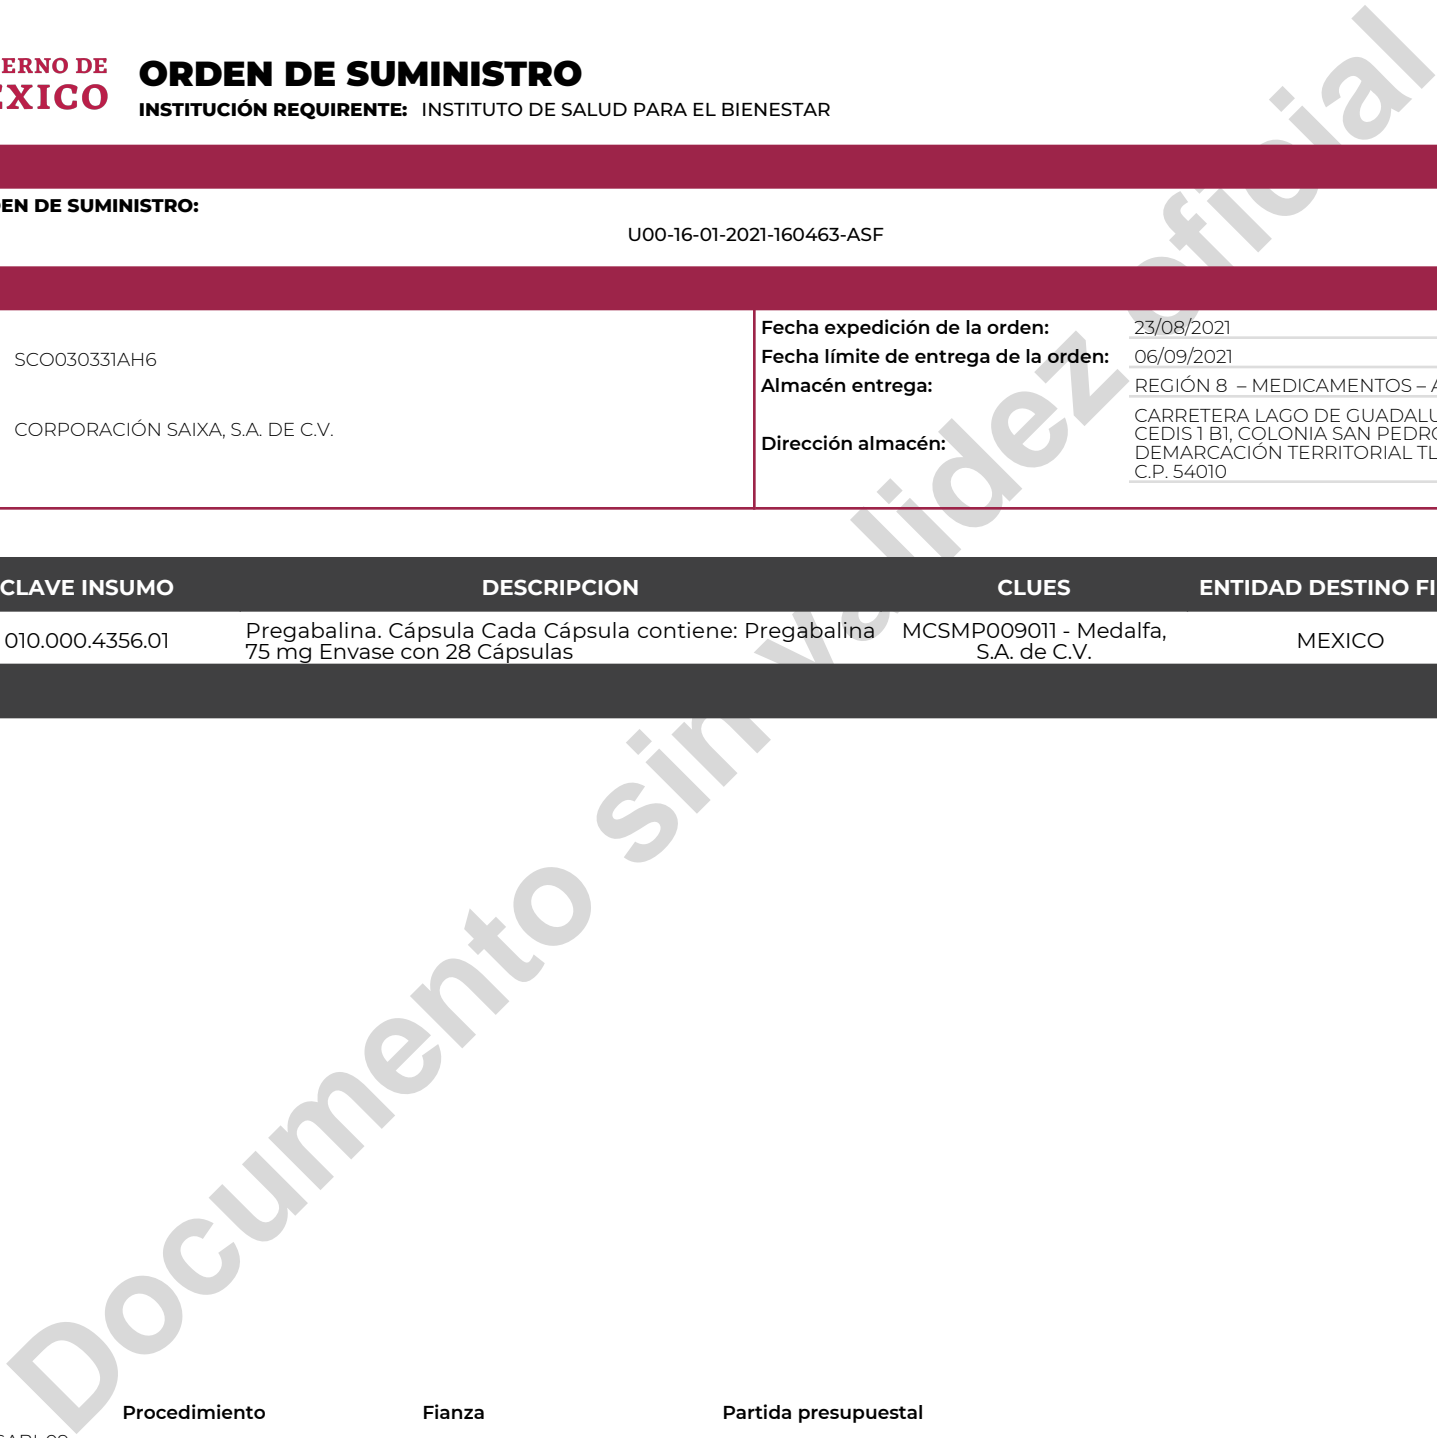 ORDEN DE SUMINISTRO
INSTITUCIÓN REQUIRENTE: INSTITUTO DE SALUD PARA EL BIENESTAR
ERNO DE
EXICO
EN DE SUMINISTRO:
U00-16-01-2021-160463-ASF
SCO030331AH6
CORPORACIÓN SAIXA, S.A. DE C.V.
Fecha expedición de la orden: 23/08/2021
Fecha límite de entrega de la orden: 06/09/2021
Almacén entrega: REGIÓN 8 – MEDICAMENTOS – A
Dirección almacén:
CARRETERA LAGO DE GUADALU
CEDIS 1 B1, COLONIA SAN PEDRO
DEMARCACIÓN TERRITORIAL TL
C.P. 54010
CLAVE INSUMO DESCRIPCION CLUES ENTIDAD DESTINO FI
010.000.4356.01
Pregabalina. Cápsula Cada Cápsula contiene: Pregabalina
75 mg Envase con 28 Cápsulas
MCSMP009011 - Medalfa,
S.A. de C.V.
MEXICO
Documento sin validez oficial
Procedimiento Fianza Partida presupuestal